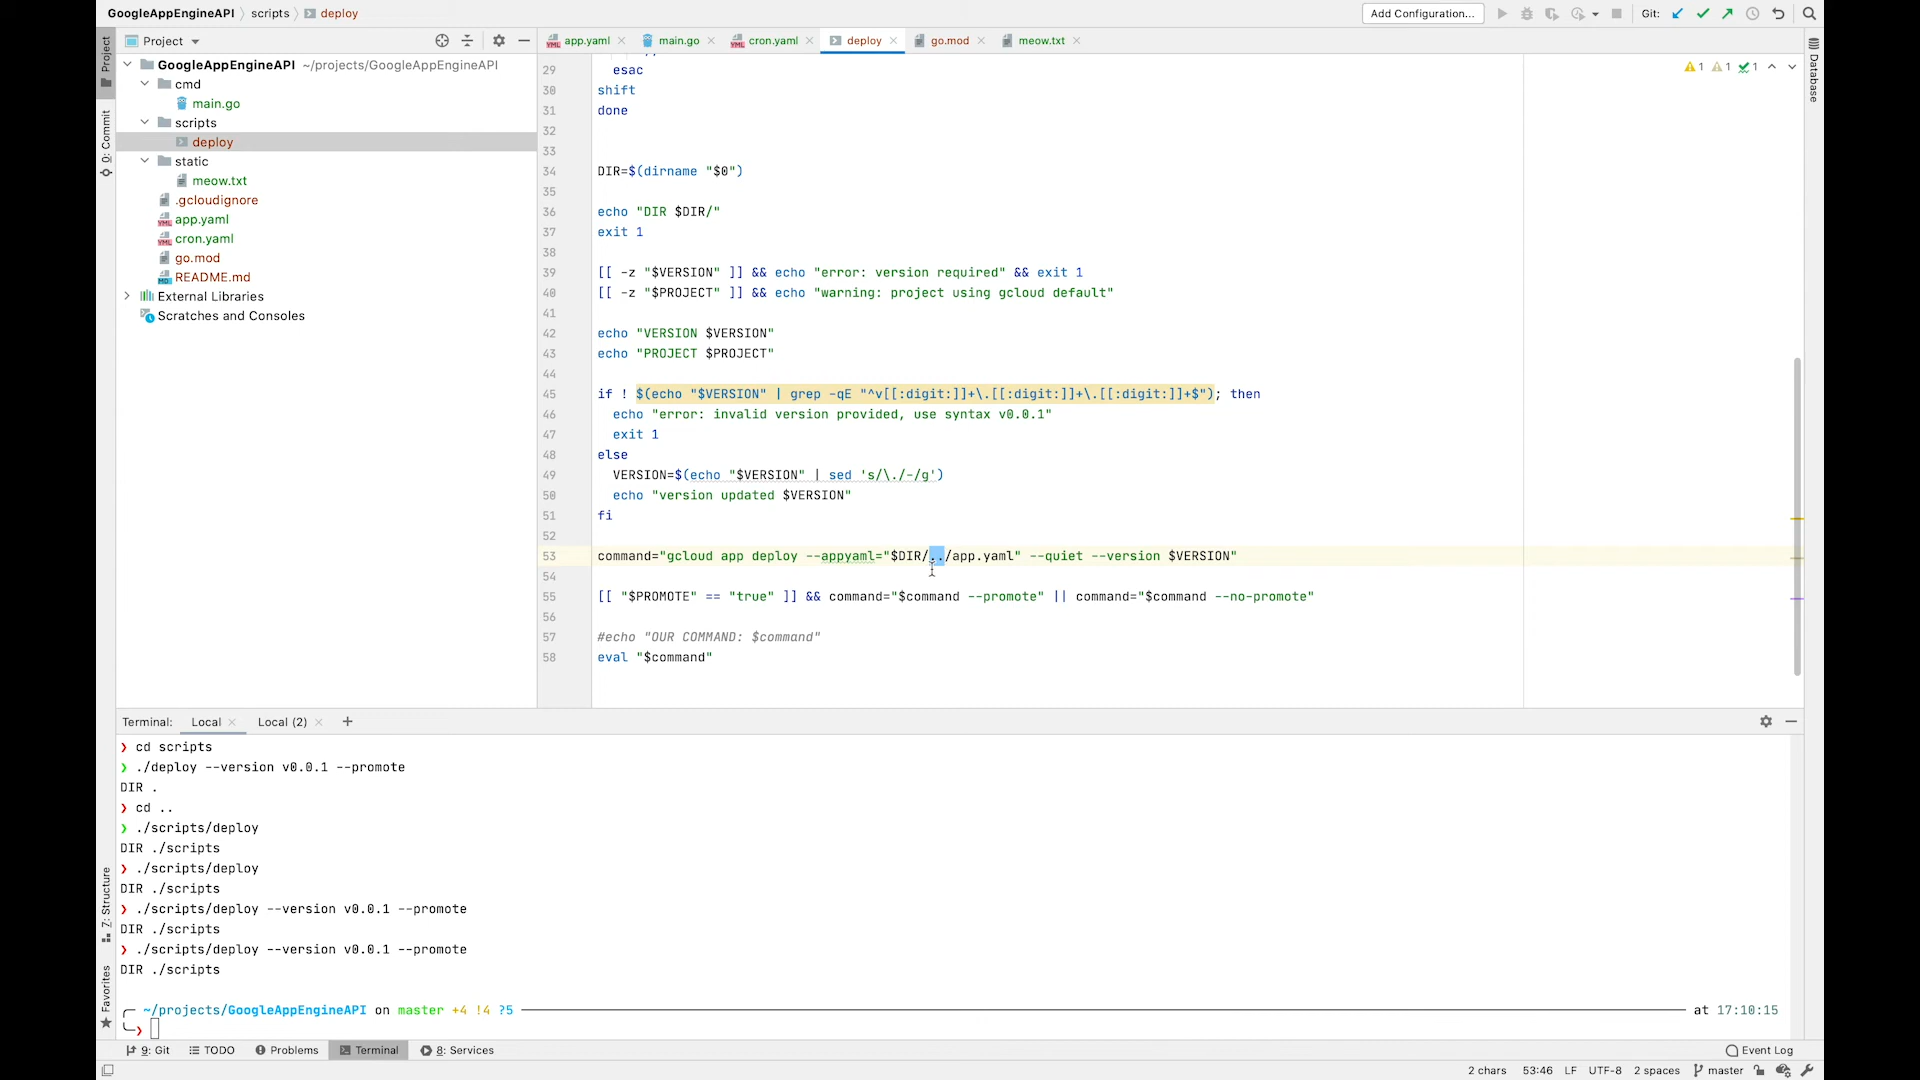 GoogleAppEngineAPI scripts deploy
Add Configuration...
Git:
Project
app.yaml
main.go
cron.yaml
deploy
go.mod
meow.txt
Project
0: Commit
7: Structure
Favorites
Database
GoogleAppEngineAPI ~/projects/GoogleAppEngineAPI
cmd
main.go
scripts
deploy
static
meow.txt
.gcloudignore
app.yaml
cron.yaml
go.mod
README.md
External Libraries
Scratches and Consoles
1 1 1
29 esac
30 shift
31 done
32
33
34 DIR=$(dirname "$0")
35
36 echo "DIR $DIR/"
37 exit 1
38
39 [[ -z "$VERSION" ]] && echo "error: version required" && exit 1
40 [[ -z "$PROJECT" ]] && echo "warning: project using gcloud default"
41
42 echo "VERSION $VERSION"
43 echo "PROJECT $PROJECT"
44
45 if ! $(echo "$VERSION" | grep -qE "^v[[:digit:]]+\.[[:digit:]]+\.[[:digit:]]+$"); then
46 echo "error: invalid version provided, use syntax v0.0.1"
47 exit 1
48 else
49 VERSION=$(echo "$VERSION" | sed 's/\./-/g')
50 echo "version updated $VERSION"
51 fi
52
53 command="gcloud app deploy --appyaml="$DIR/../app.yaml" --quiet --version $VERSION"
54
55 [[ "$PROMOTE" == "true" ]] && command="$command --promote" || command="$command --no-promote"
56
57 #echo "OUR COMMAND: $command"
58 eval "$command"
Terminal: Local Local (2) +
❯ cd scripts
❯ ./deploy --version v0.0.1 --promote
DIR .
❯ cd ..
❯ ./scripts/deploy
DIR ./scripts
❯ ./scripts/deploy
DIR ./scripts
❯ ./scripts/deploy --version v0.0.1 --promote
DIR ./scripts
❯ ./scripts/deploy --version v0.0.1 --promote
DIR ./scripts
~/projects/GoogleAppEngineAPI on master +4 !4 ?5 at 17:10:15
❯
9: Git TODO Problems Terminal 8: Services Event Log
2 chars 53:46 LF UTF-8 2 spaces master